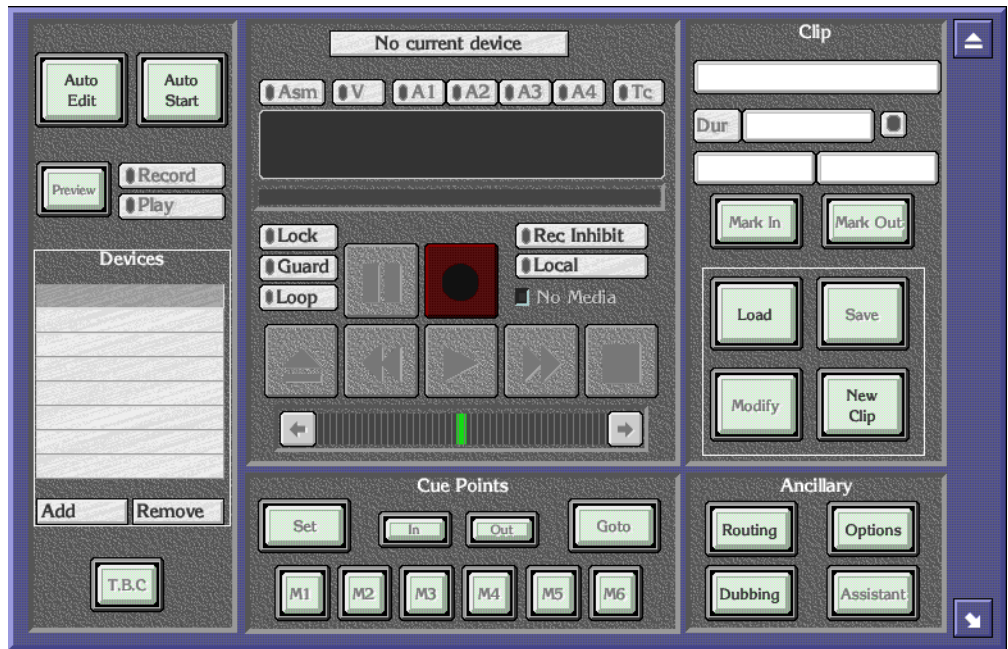 Auto Edit
Auto Start
Preview
Record
Play
Devices
Add
Remove
T.B.C
No current device
Asm V A1 A2 A3 A4 Tc
Lock
Guard
Loop
Rec Inhibit
Local
No Media
Cue Points
Set
In
Out
Goto
M1 M2 M3 M4 M5 M6
Clip
Dur
Mark In
Mark Out
Load
Save
Modify
New Clip
Ancillary
Routing
Options
Dubbing
Assistant